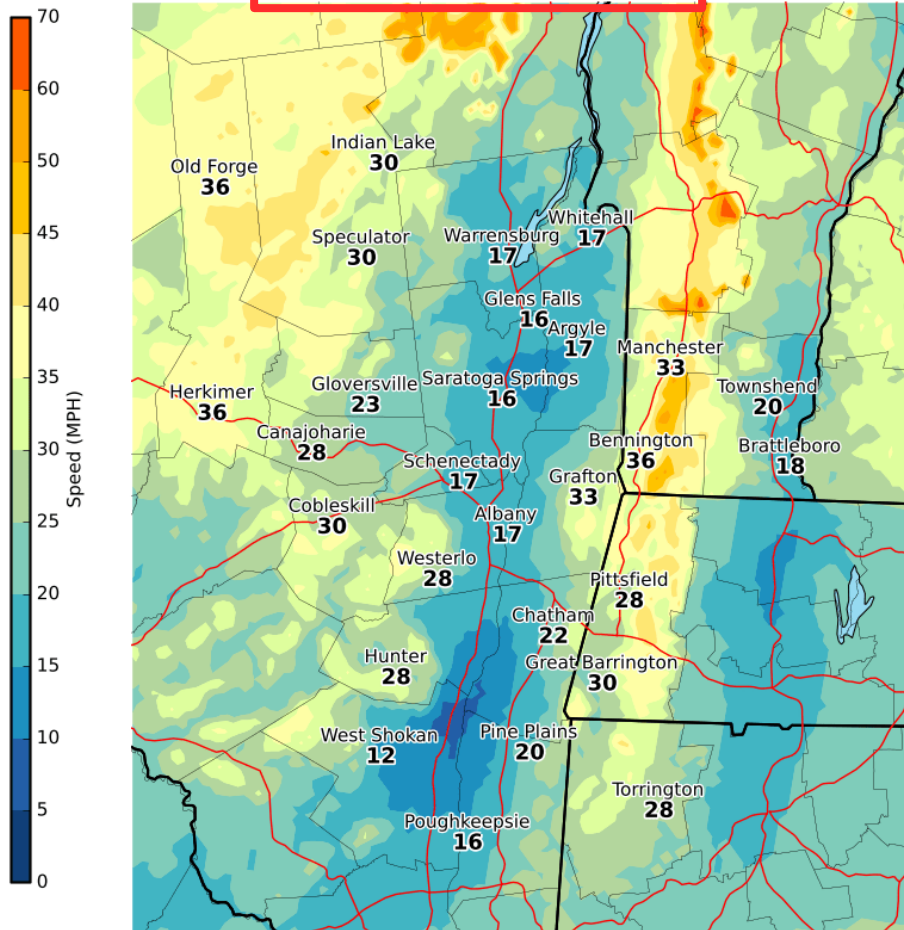 70
60
50
45
40
35
30
25
20
15
10
5
0
Speed (MPH)
Indian Lake
30
Old Forge
36
Whitehall
17
Speculator
30
Warrensburg
17
Glens Falls
16
Argyle
17
Manchester
33
Herkimer
36
Gloversville
23
Saratoga Springs
16
Townshend
20
Canajoharie
28
Bennington
36
Brattleboro
18
Schenectady
17
Grafton
33
Cobleskill
30
Albany
17
Westerlo
28
Pittsfield
28
Chatham
22
Hunter
28
Great Barrington
30
West Shokan
12
Pine Plains
20
Torrington
28
Poughkeepsie
16